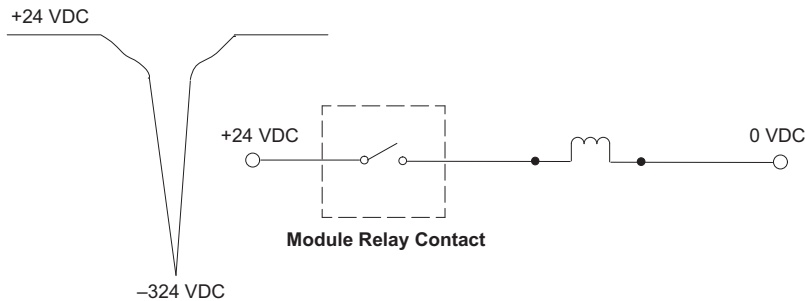 +24 VDC
+24 VDC
0 VDC
Module Relay Contact
–324 VDC